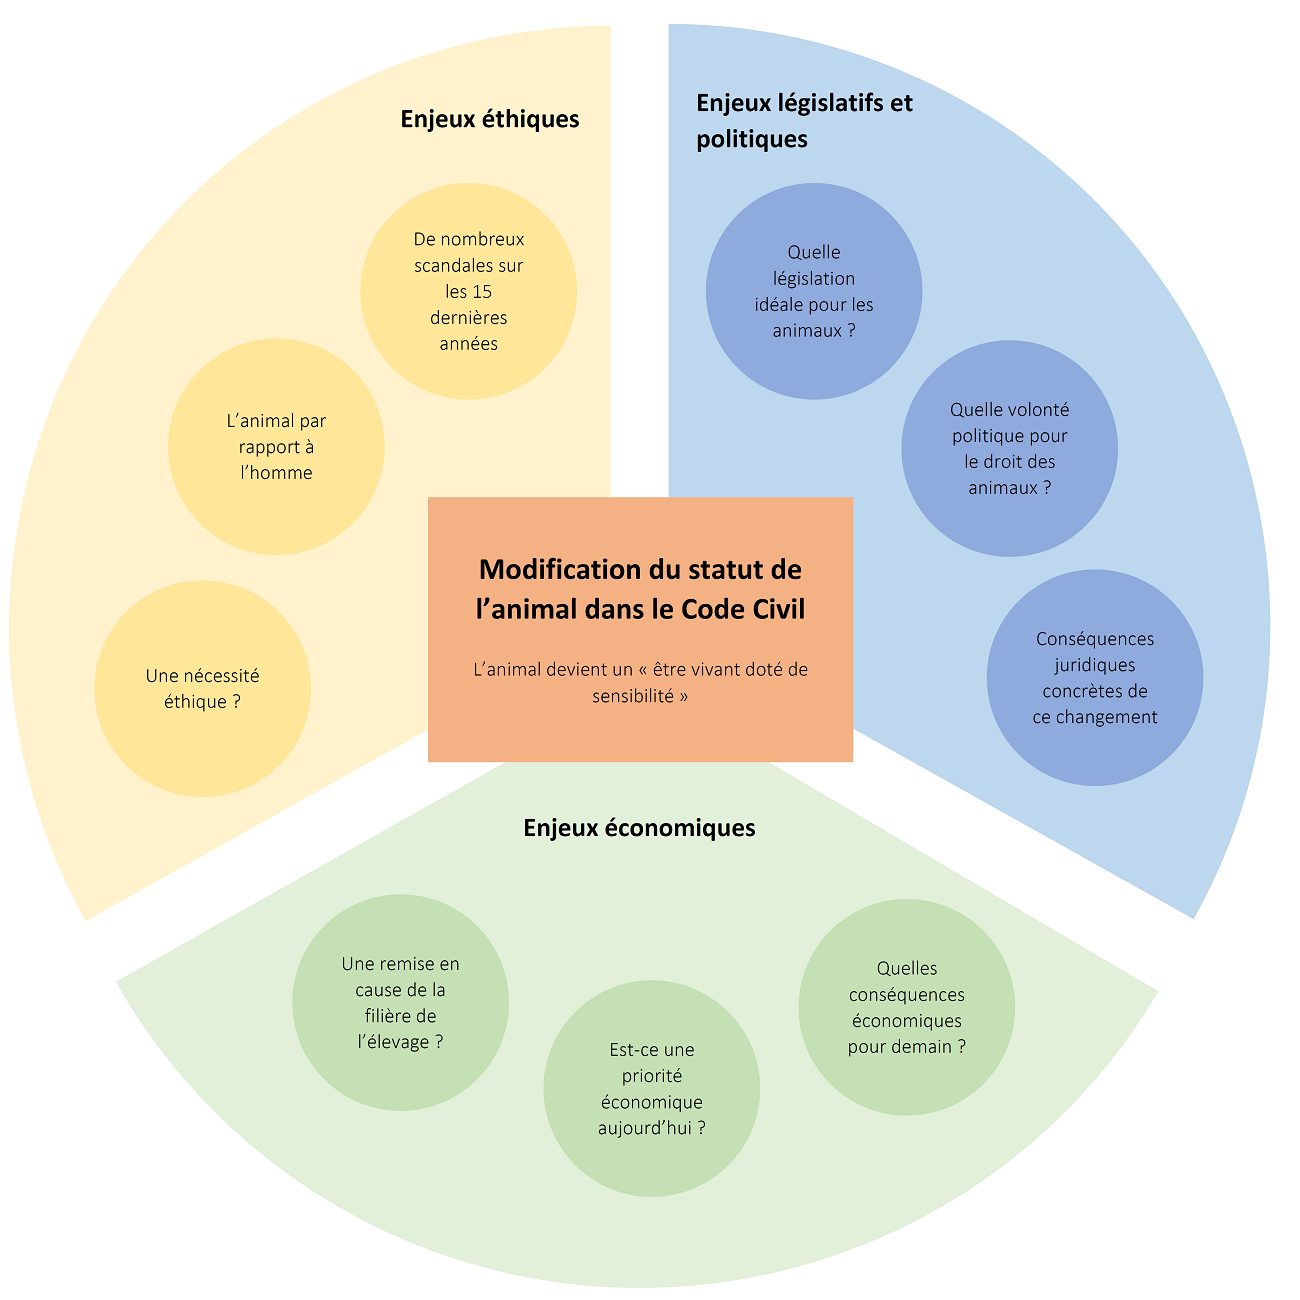 Enjeux éthiques
De nombreux
scandales sur
les 15
dernières
années
L’animal par
rapport à
l’homme
Une nécessité
éthique ?
Enjeux législatifs et
politiques
Quelle
législation
idéale pour les
animaux ?
Quelle volonté
politique pour
le droit des
animaux ?
Conséquences
juridiques
concrètes de
ce changement
Modification du statut de
l’animal dans le Code Civil
L’animal devient un « être vivant doté de
sensibilité »
Enjeux économiques
Une remise en
cause de la
filière de
l’élevage ?
Est-ce une
priorité
économique
aujourd’hui ?
Quelles
conséquences
économiques
pour demain ?